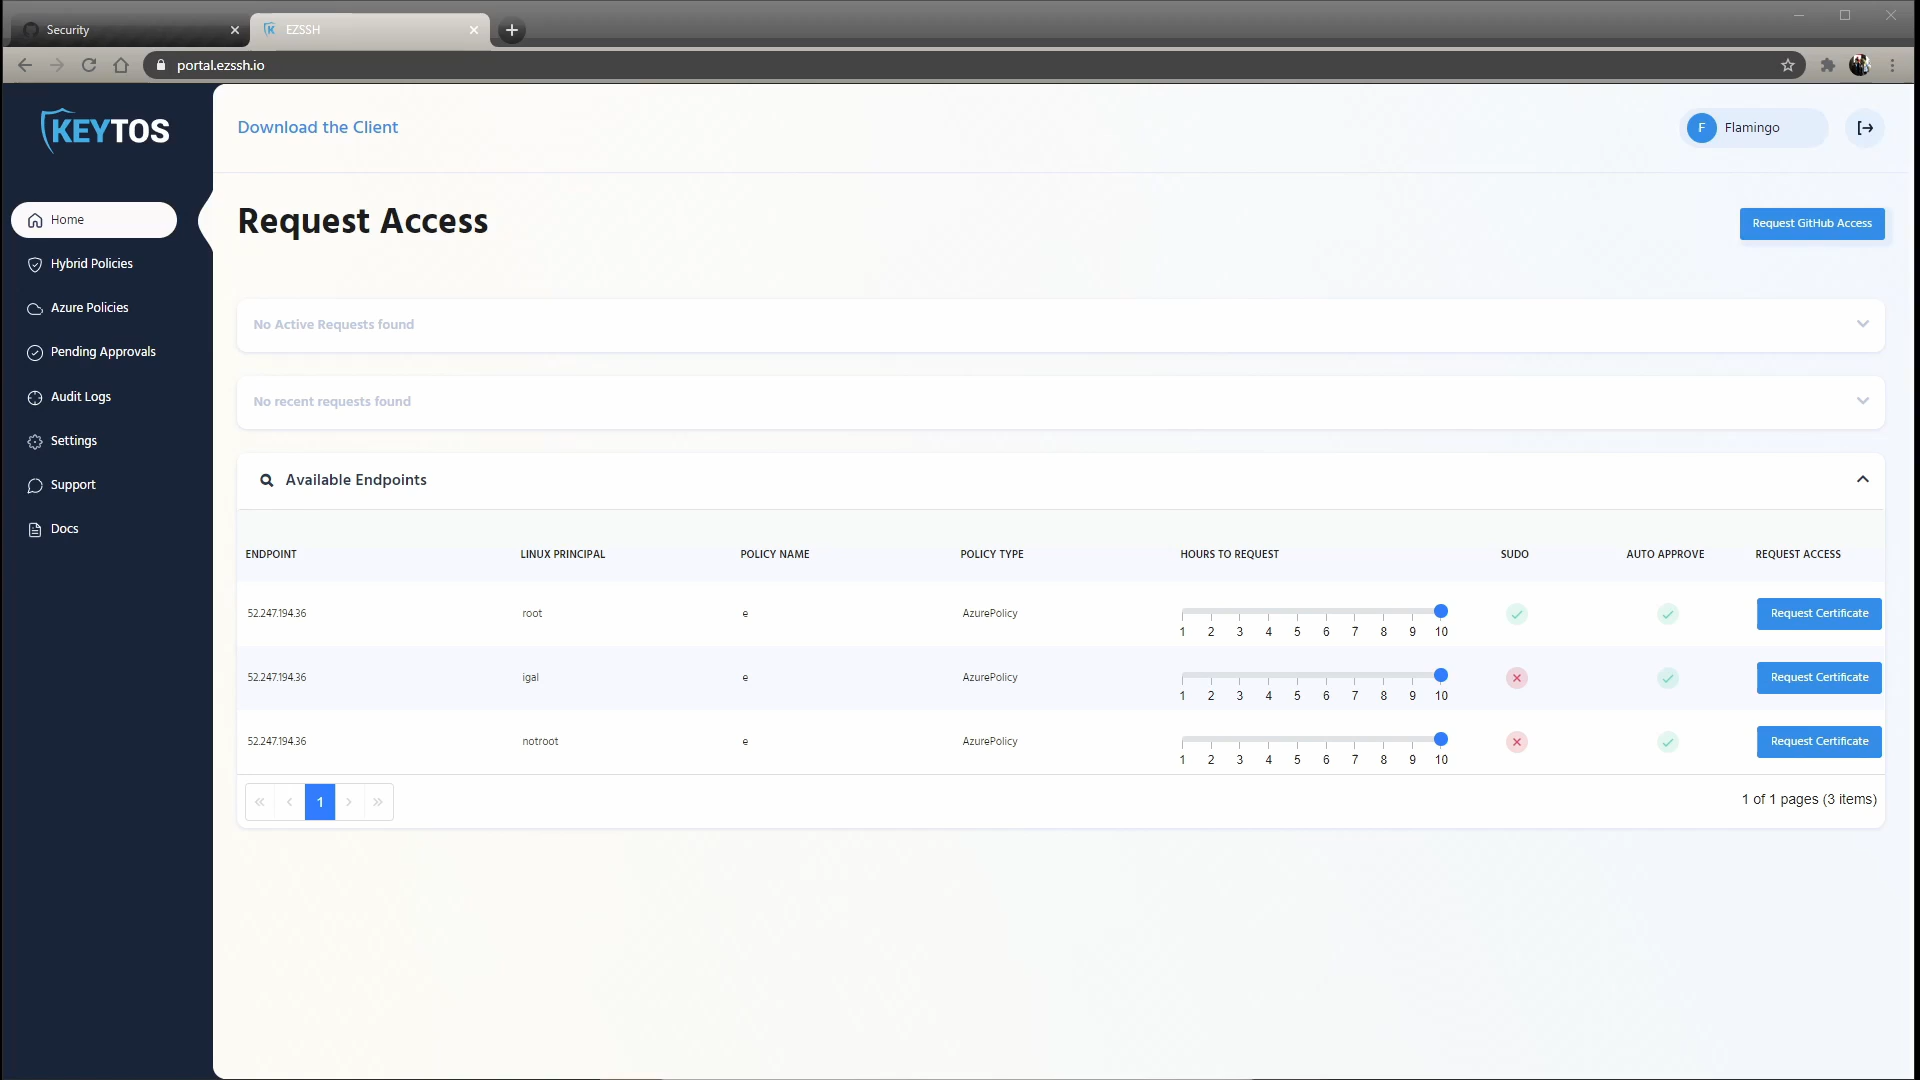 Security
EZSSH
portal.ezssh.io
KEYTOS
Download the Client
F Flamingo
Home
Hybrid Policies
Azure Policies
Pending Approvals
Audit Logs
Settings
Support
Docs
Request Access
Request GitHub Access
No Active Requests found
No recent requests found
Available Endpoints
ENDPOINT LINUX PRINCIPAL POLICY NAME POLICY TYPE HOURS TO REQUEST SUDO AUTO APPROVE REQUEST ACCESS
52.247.194.36 root e AzurePolicy Request Certificate
1 2 3 4 5 6 7 8 9 10
52.247.194.36 igal e AzurePolicy Request Certificate
1 2 3 4 5 6 7 8 9 10
52.247.194.36 notroot e AzurePolicy Request Certificate
1 2 3 4 5 6 7 8 9 10
« ‹ 1 › »
1 of 1 pages (3 items)